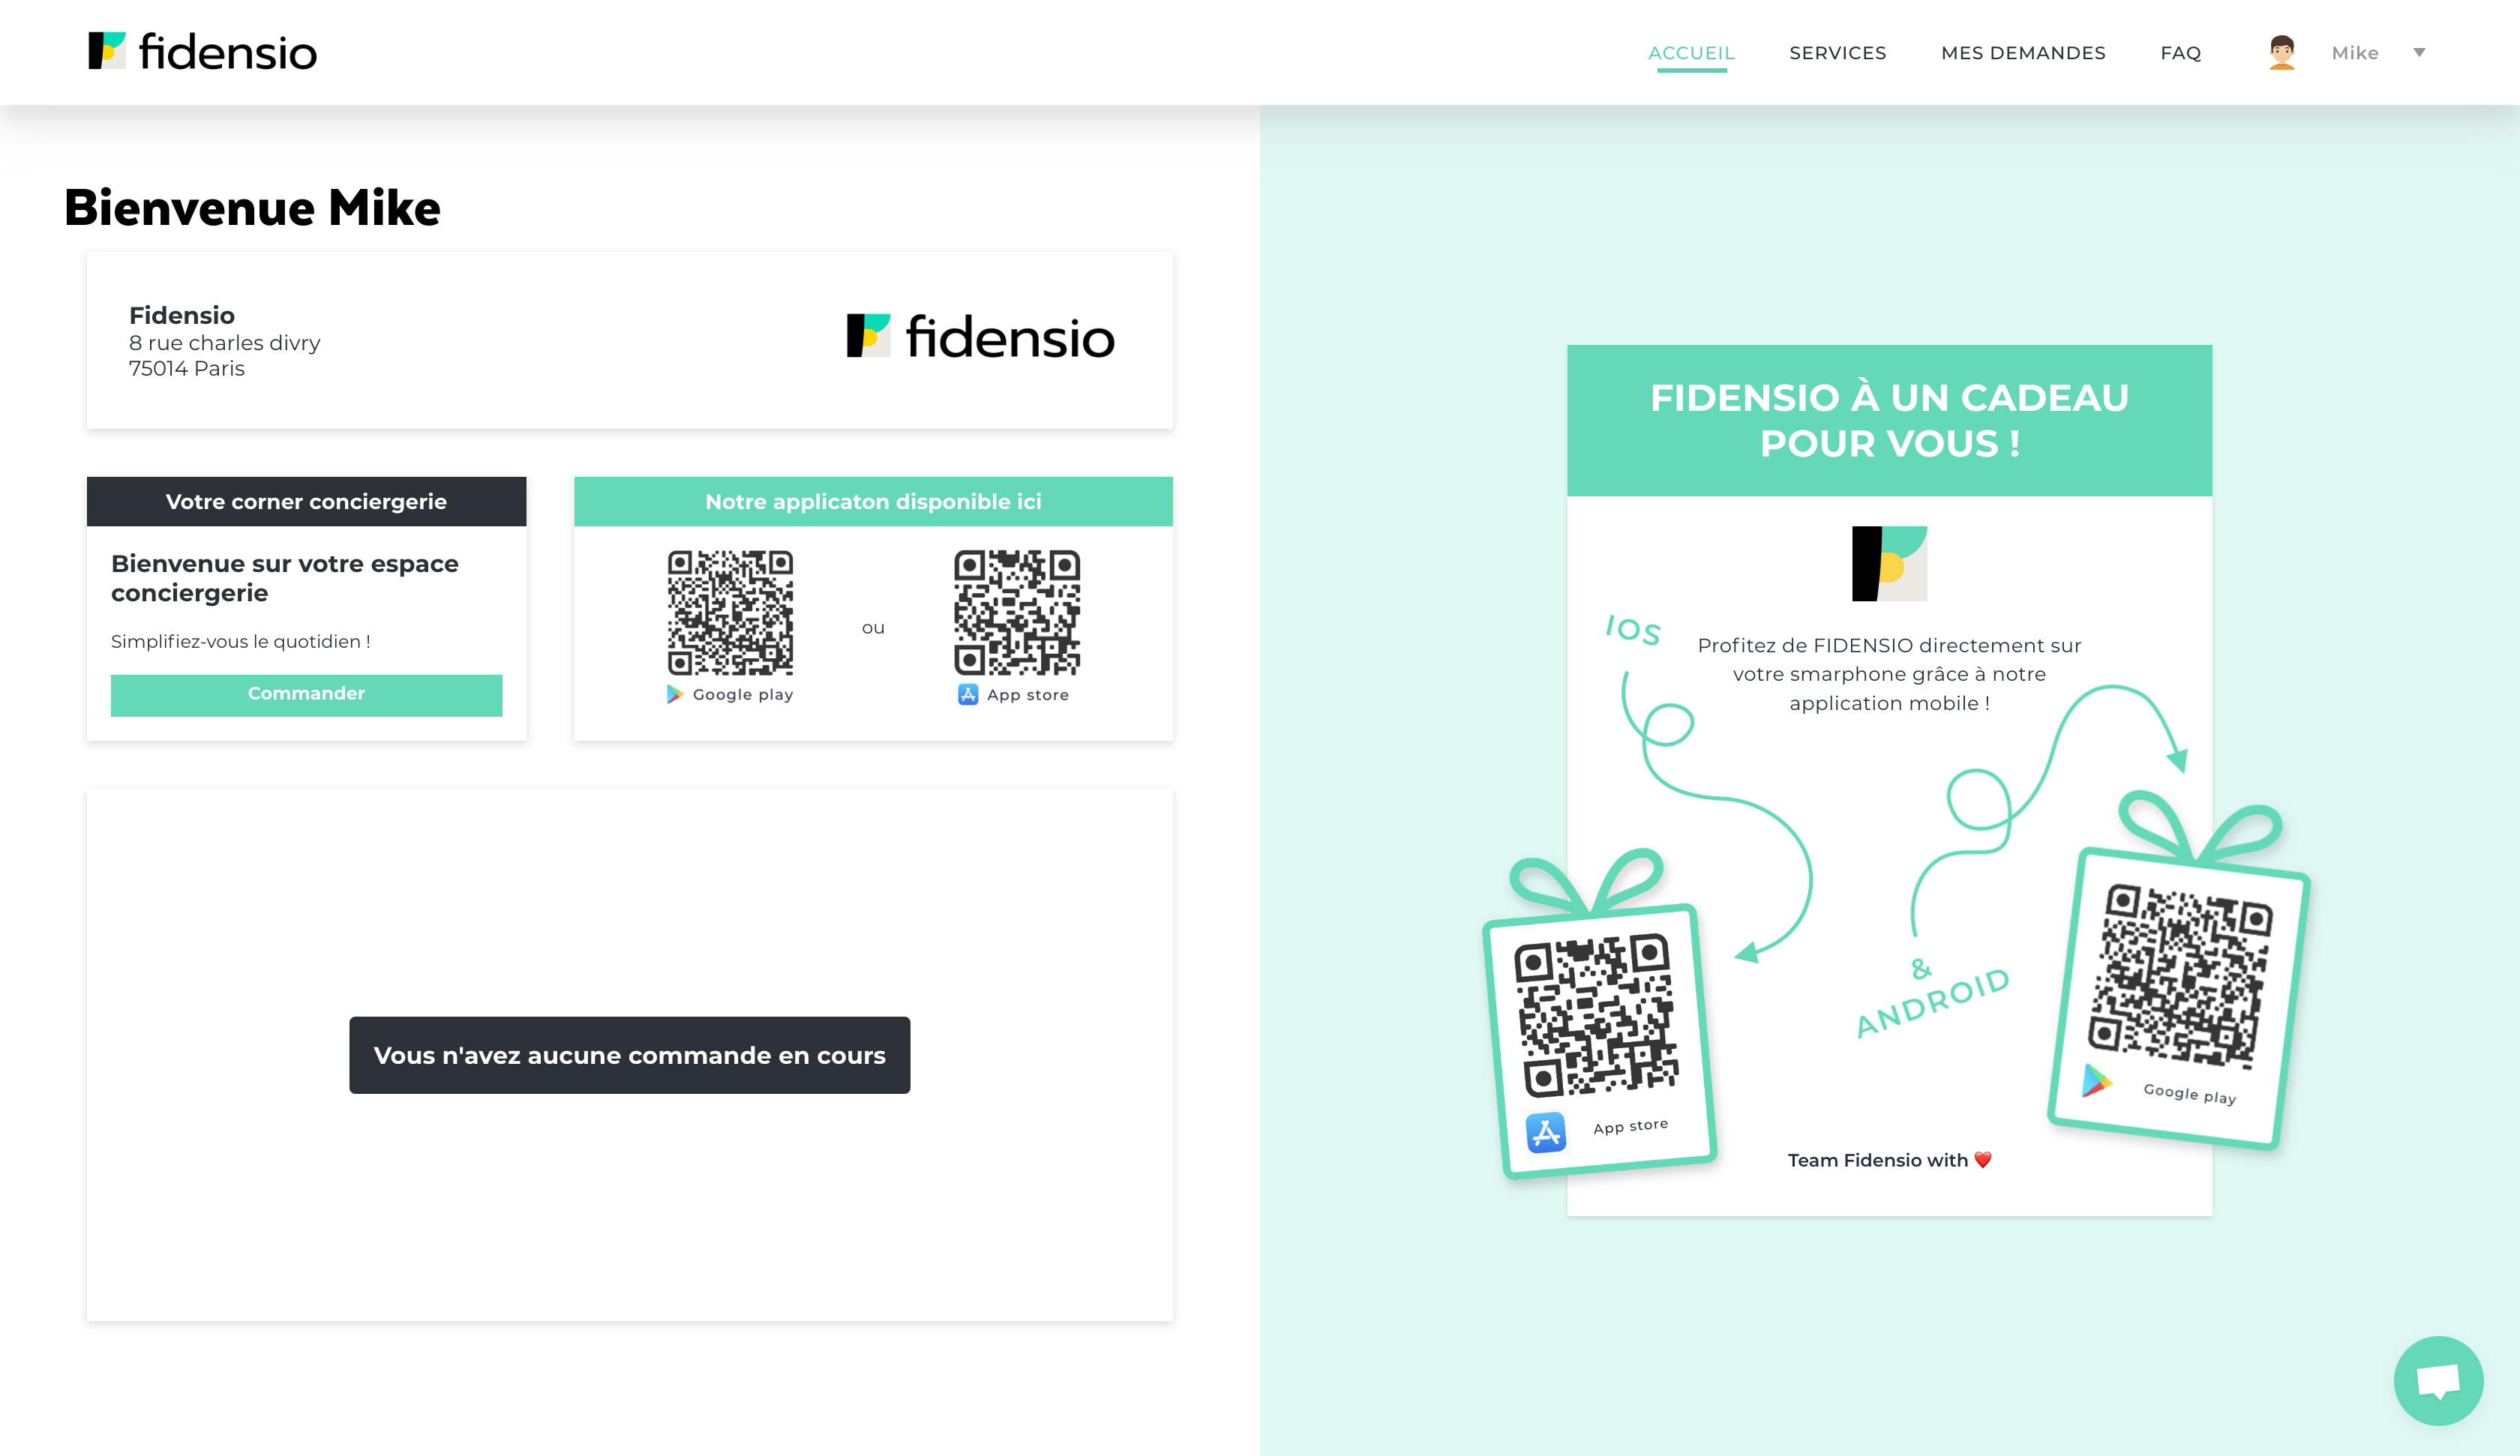 fidensio
ACCUEIL SERVICES MES DEMANDES FAQ Mike
Bienvenue Mike
Fidensio
8 rue charles divry
75014 Paris
fidensio
Votre corner conciergerie
Bienvenue sur votre espace
conciergerie
Simplifiez-vous le quotidien !
Commander
Notre applicaton disponible ici
ou
Google play
App store
Vous n'avez aucune commande en cours
FIDENSIO À UN CADEAU
POUR VOUS !
IOS
Profitez de FIDENSIO directement sur
votre smarphone grâce à notre
application mobile !
&
ANDROID
App store
Google play
Team Fidensio with ❤️